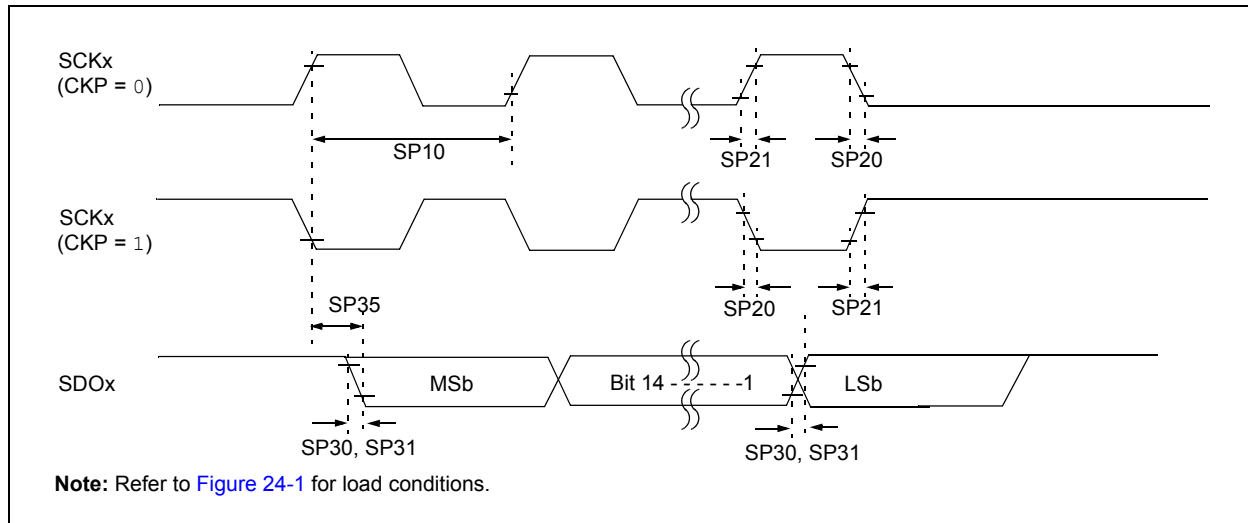 SCKx
(CKP = 0)
SP10
SP21
SP20
SCKx
(CKP = 1)
SP35
SP20
SP21
SDOx
MSb
Bit 14 - - - - - -1
LSb
SP30, SP31
SP30, SP31
Note: Refer to Figure 24-1 for load conditions.